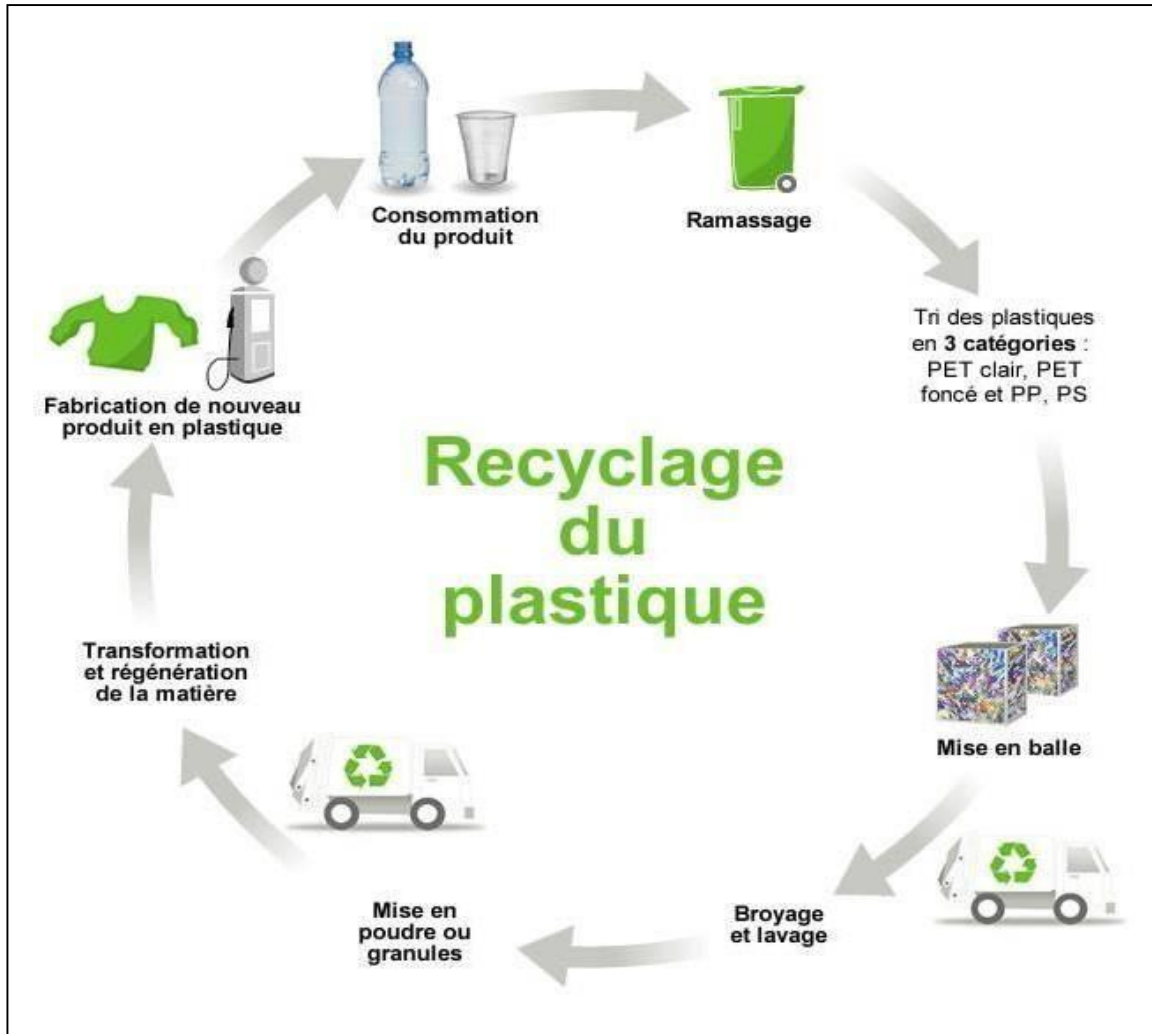 Consommation
du produit
Ramassage
Tri des plastiques
en 3 catégories :
PET clair, PET
foncé et PP, PS
Mise en balle
Broyage
et lavage
Mise en
poudre ou
granules
Transformation
et régénération
de la matière
Fabrication de nouveau
produit en plastique
Recyclage
du
plastique